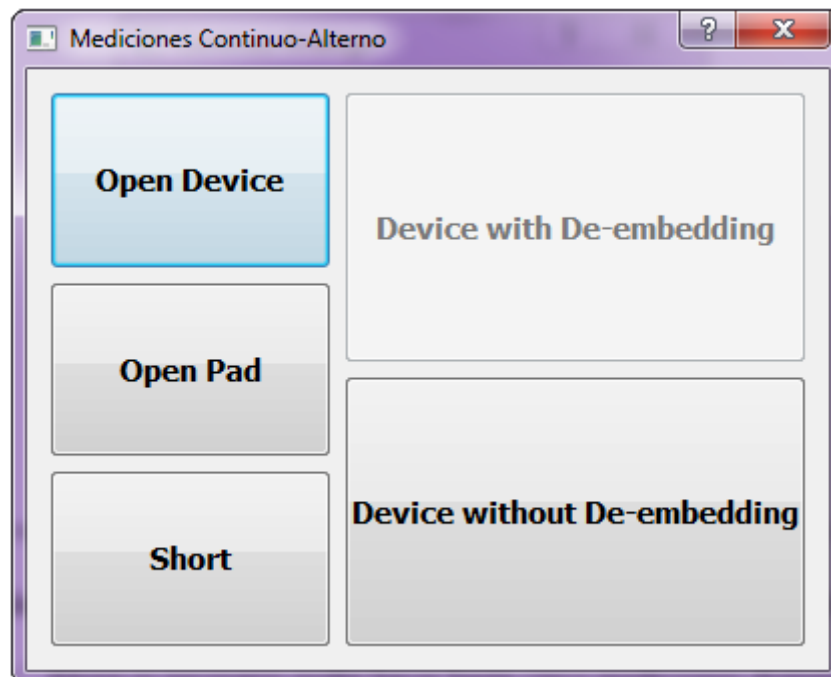 Mediciones Continuo-Alterno
?
Open Device
Open Pad
Short
Device with De-embedding
Device without De-embedding